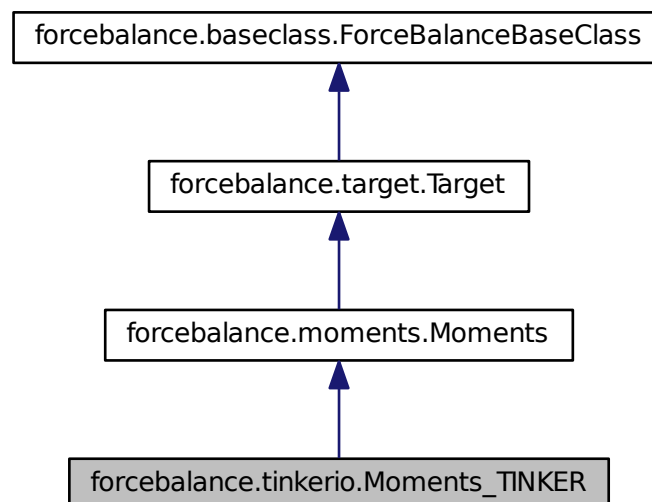 forcebalance.baseclass.ForceBalanceBaseClass
forcebalance.target.Target
forcebalance.moments.Moments
forcebalance.tinkerio.Moments_TINKER